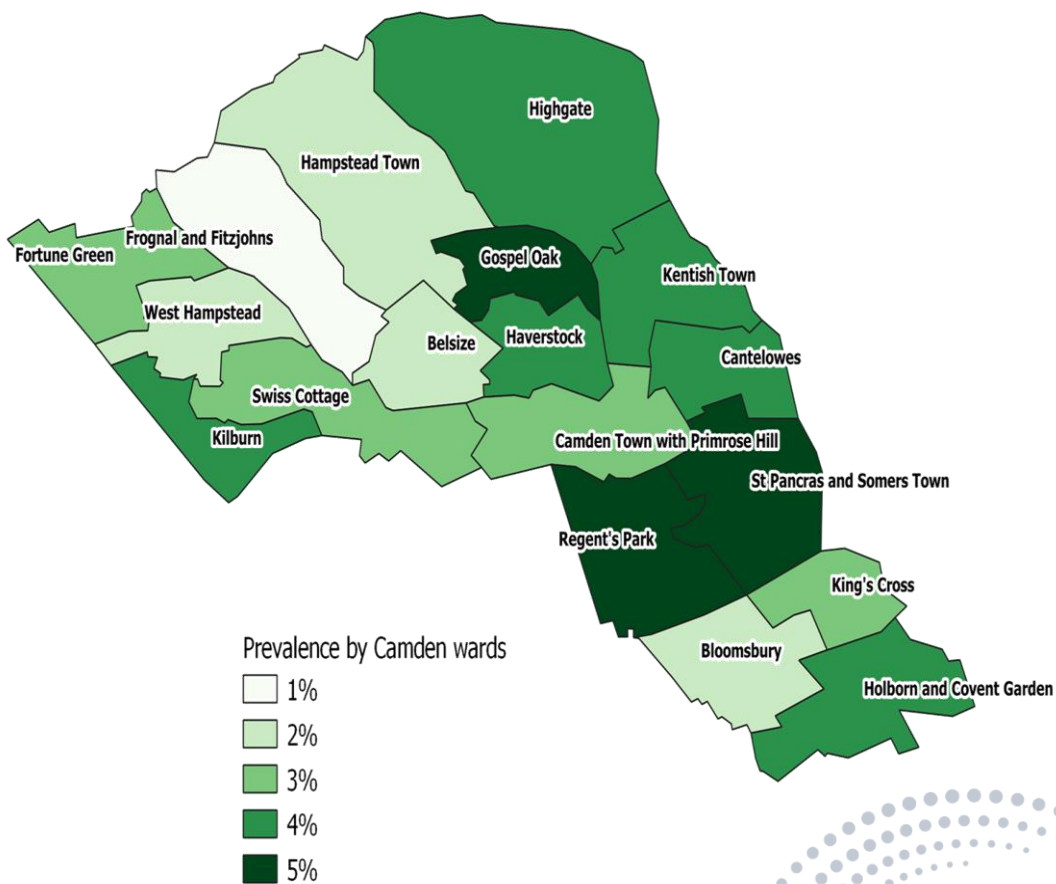 Highgate
Hampstead Town
Frognal and Fitzjohns
Fortune Green
Gospel Oak
Kentish Town
West Hampstead
Belsize
Haverstock
Cantelowes
Swiss Cottage
Kilburn
Camden Town with Primrose Hill
St Pancras and Somers Town
Regent's Park
King's Cross
Bloomsbury
Holborn and Covent Garden
Prevalence by Camden wards
1%
2%
3%
4%
5%